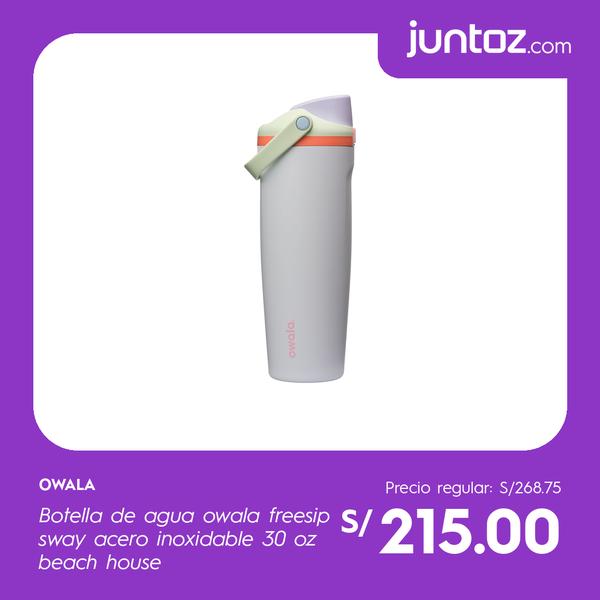 juntoz.com
owala
OWALA
Botella de agua owala freesip
sway acero inoxidable 30 oz
beach house
Precio regular: S/268.75
S/ 215.00